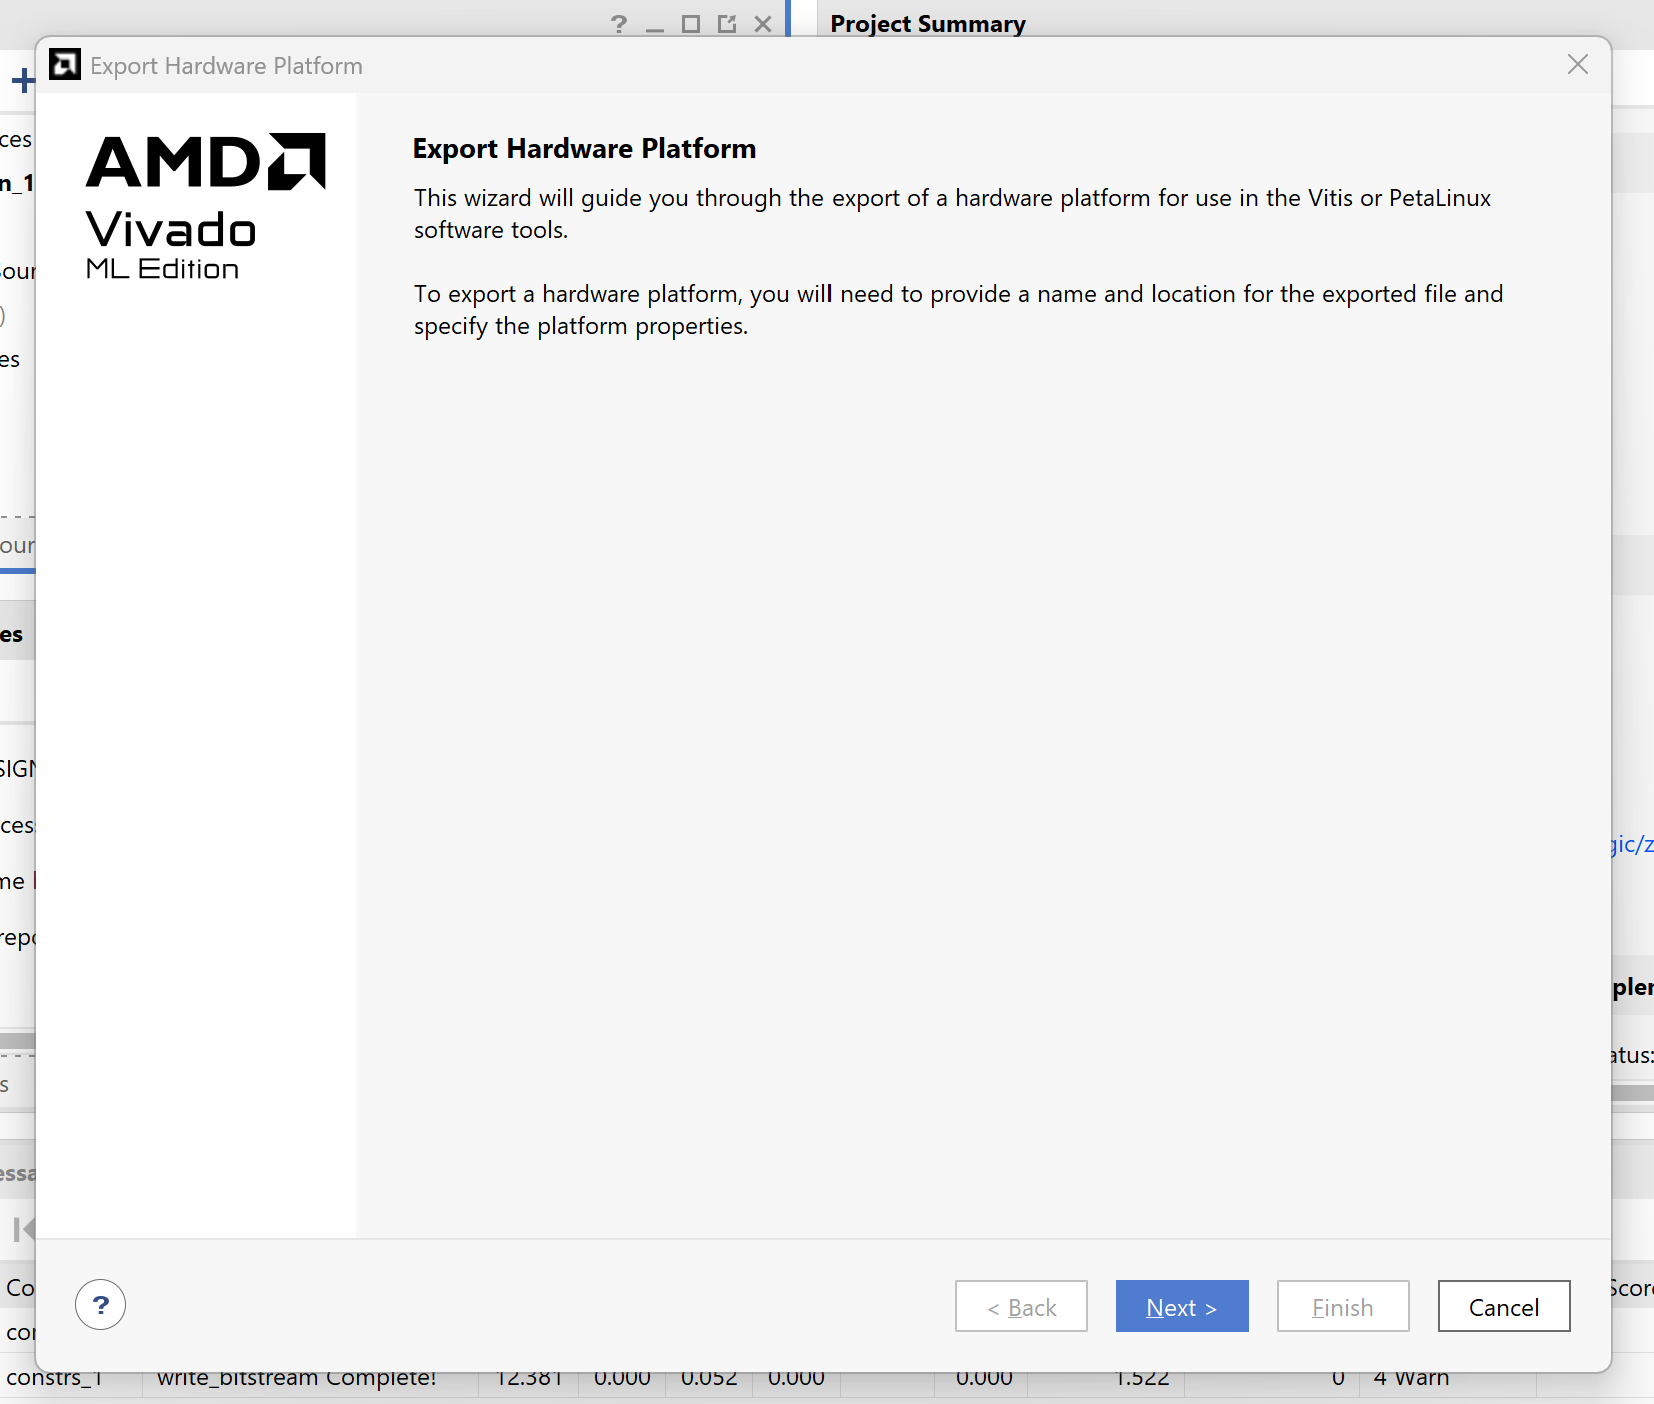 Project Summary
Export Hardware Platform
AMD
Vivado
ML Edition
Export Hardware Platform
This wizard will guide you through the export of a hardware platform for use in the Vitis or PetaLinux
software tools.
To export a hardware platform, you will need to provide a name and location for the exported file and
specify the platform properties.
ces
n_1
our
)
es
our
es
SIGN
cess
me
repo
s
essa
Co
con
gic/z
plem
atus:
Score
?
< Back
Next >
Finish
Cancel
constrs_1 write_bitstream Complete! 12.381 0.000 0.052 0.000 0.000 1.522 0 4 Warn